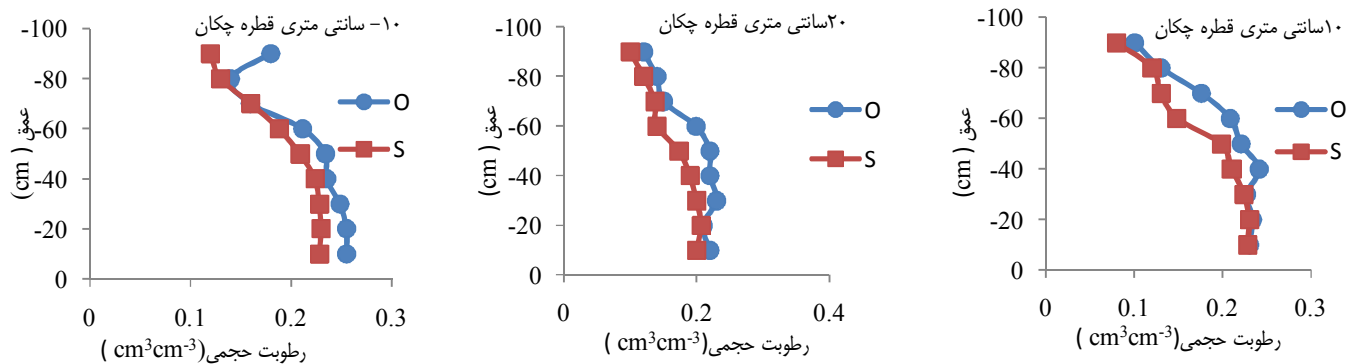 -۱۰ سانتی متری قطره چکان
-100
-80
-60
-40
-20
0
عمق ( cm)
0 0.1 0.2 0.3
رطوبت حجمی(cm³cm⁻³ )
O
S
۲۰سانتی متری قطره چکان
-100
-80
-60
-40
-20
0
عمق ( cm)
0 0.2 0.4
رطوبت حجمی(cm³cm⁻³ )
O
S
۱۰سانتی متری قطره چکان
-100
-80
-60
-40
-20
0
عمق ( cm)
0 0.1 0.2 0.3
رطوبت حجمی(cm³cm⁻³ )
O
S